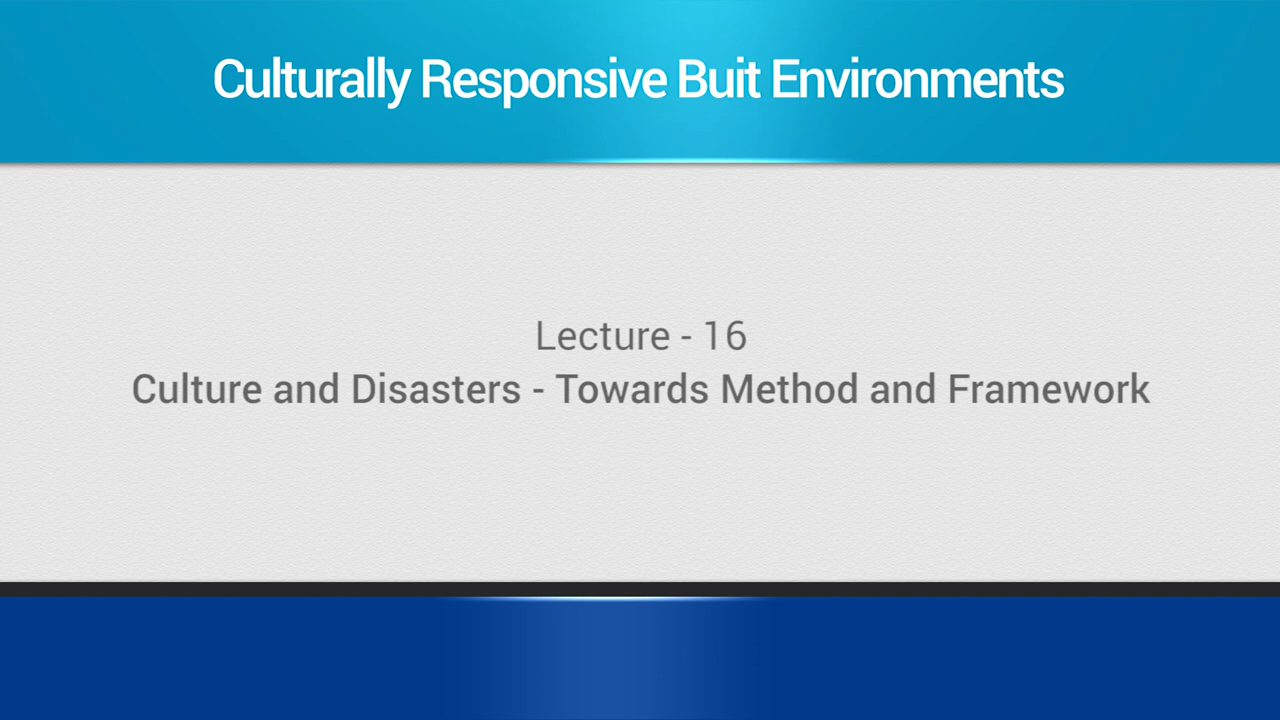 Culturally Responsive Buit Environments
Lecture - 16
Culture and Disasters - Towards Method and Framework